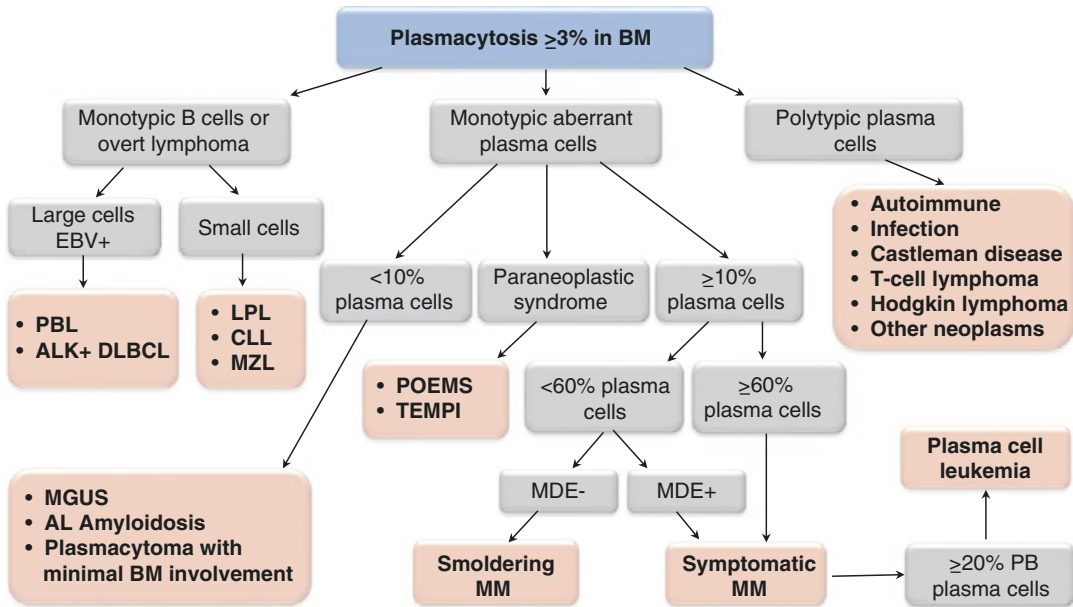 Plasmacytosis ≥3% in BM
Monotypic B cells or
overt lymphoma
Monotypic aberrant
plasma cells
Polytypic plasma
cells
Large cells
EBV+
Small cells
• PBL
• ALK+ DLBCL
• LPL
• CLL
• MZL
<10%
plasma cells
Paraneoplastic
syndrome
≥10%
plasma cells
• Autoimmune
• Infection
• Castleman disease
• T-cell lymphoma
• Hodgkin lymphoma
• Other neoplasms
• POEMS
• TEMPI
<60% plasma
cells
≥60%
plasma cells
• MGUS
• AL Amyloidosis
• Plasmacytoma with
minimal BM involvement
MDE-
MDE+
Smoldering
MM
Symptomatic
MM
≥20% PB
plasma cells
Plasma cell
leukemia